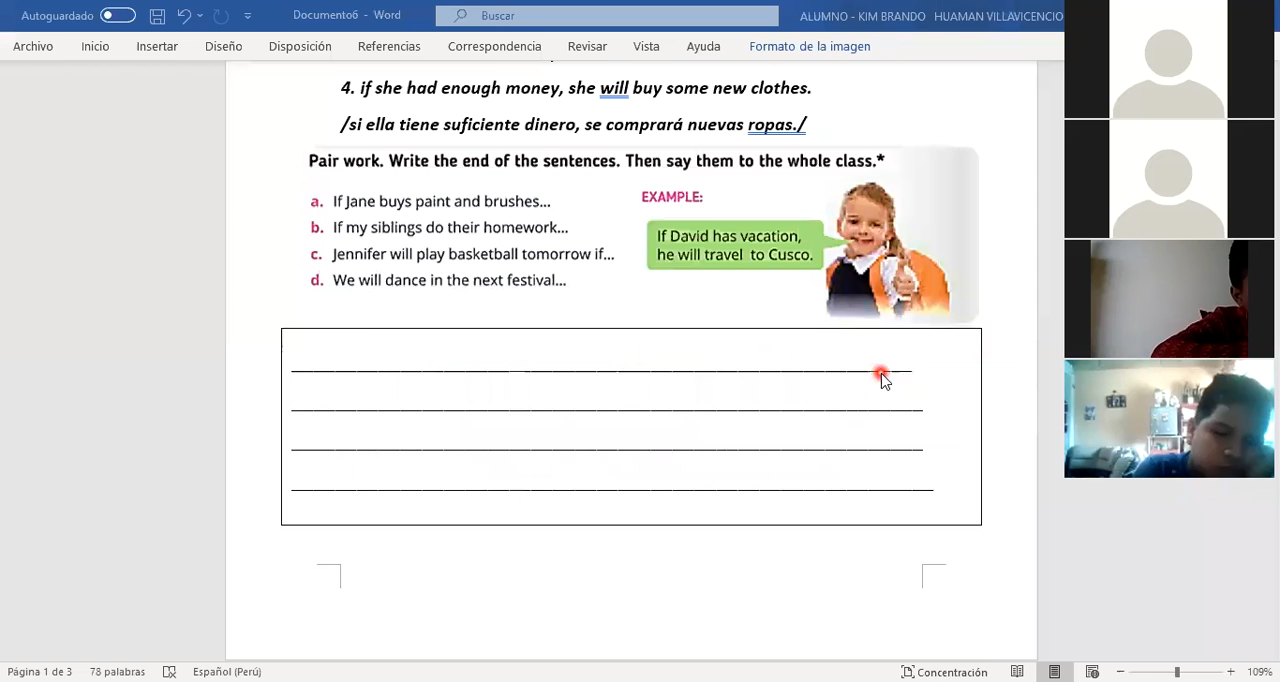 Autoguardado
Documento6 - Word
Buscar
ALUMNO - KIM BRANDO HUAMAN VILLAVICENCIO
Archivo Inicio Insertar Diseño Disposición Referencias Correspondencia Revisar Vista Ayuda Formato de la imagen
4. if she had enough money, she will buy some new clothes.
/si ella tiene suficiente dinero, se comprará nuevas ropas./
Pair work. Write the end of the sentences. Then say them to the whole class.*
a. If Jane buys paint and brushes...
b. If my siblings do their homework...
c. Jennifer will play basketball tomorrow if...
d. We will dance in the next festival...
EXAMPLE:
If David has vacation,
he will travel to Cusco.
Página 1 de 3 78 palabras Español (Perú) Concentración 109%